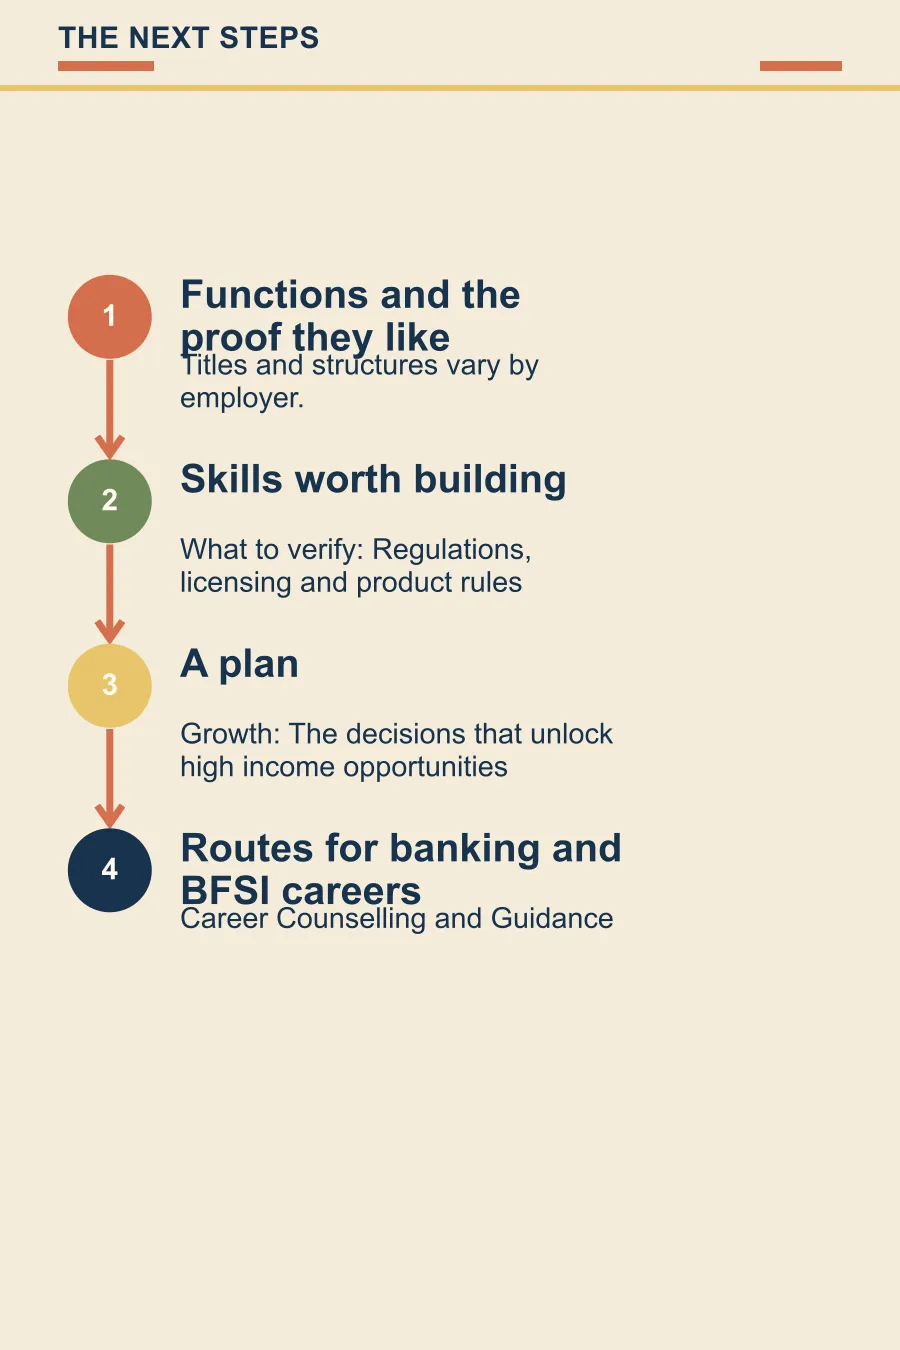 THE NEXT STEPS
1
Functions and the
proof they like
Titles and structures vary by
employer.
2
Skills worth building
What to verify: Regulations,
licensing and product rules
3
A plan
Growth: The decisions that unlock
high income opportunities
4
Routes for banking and
BFSI careers
Career Counselling and Guidance